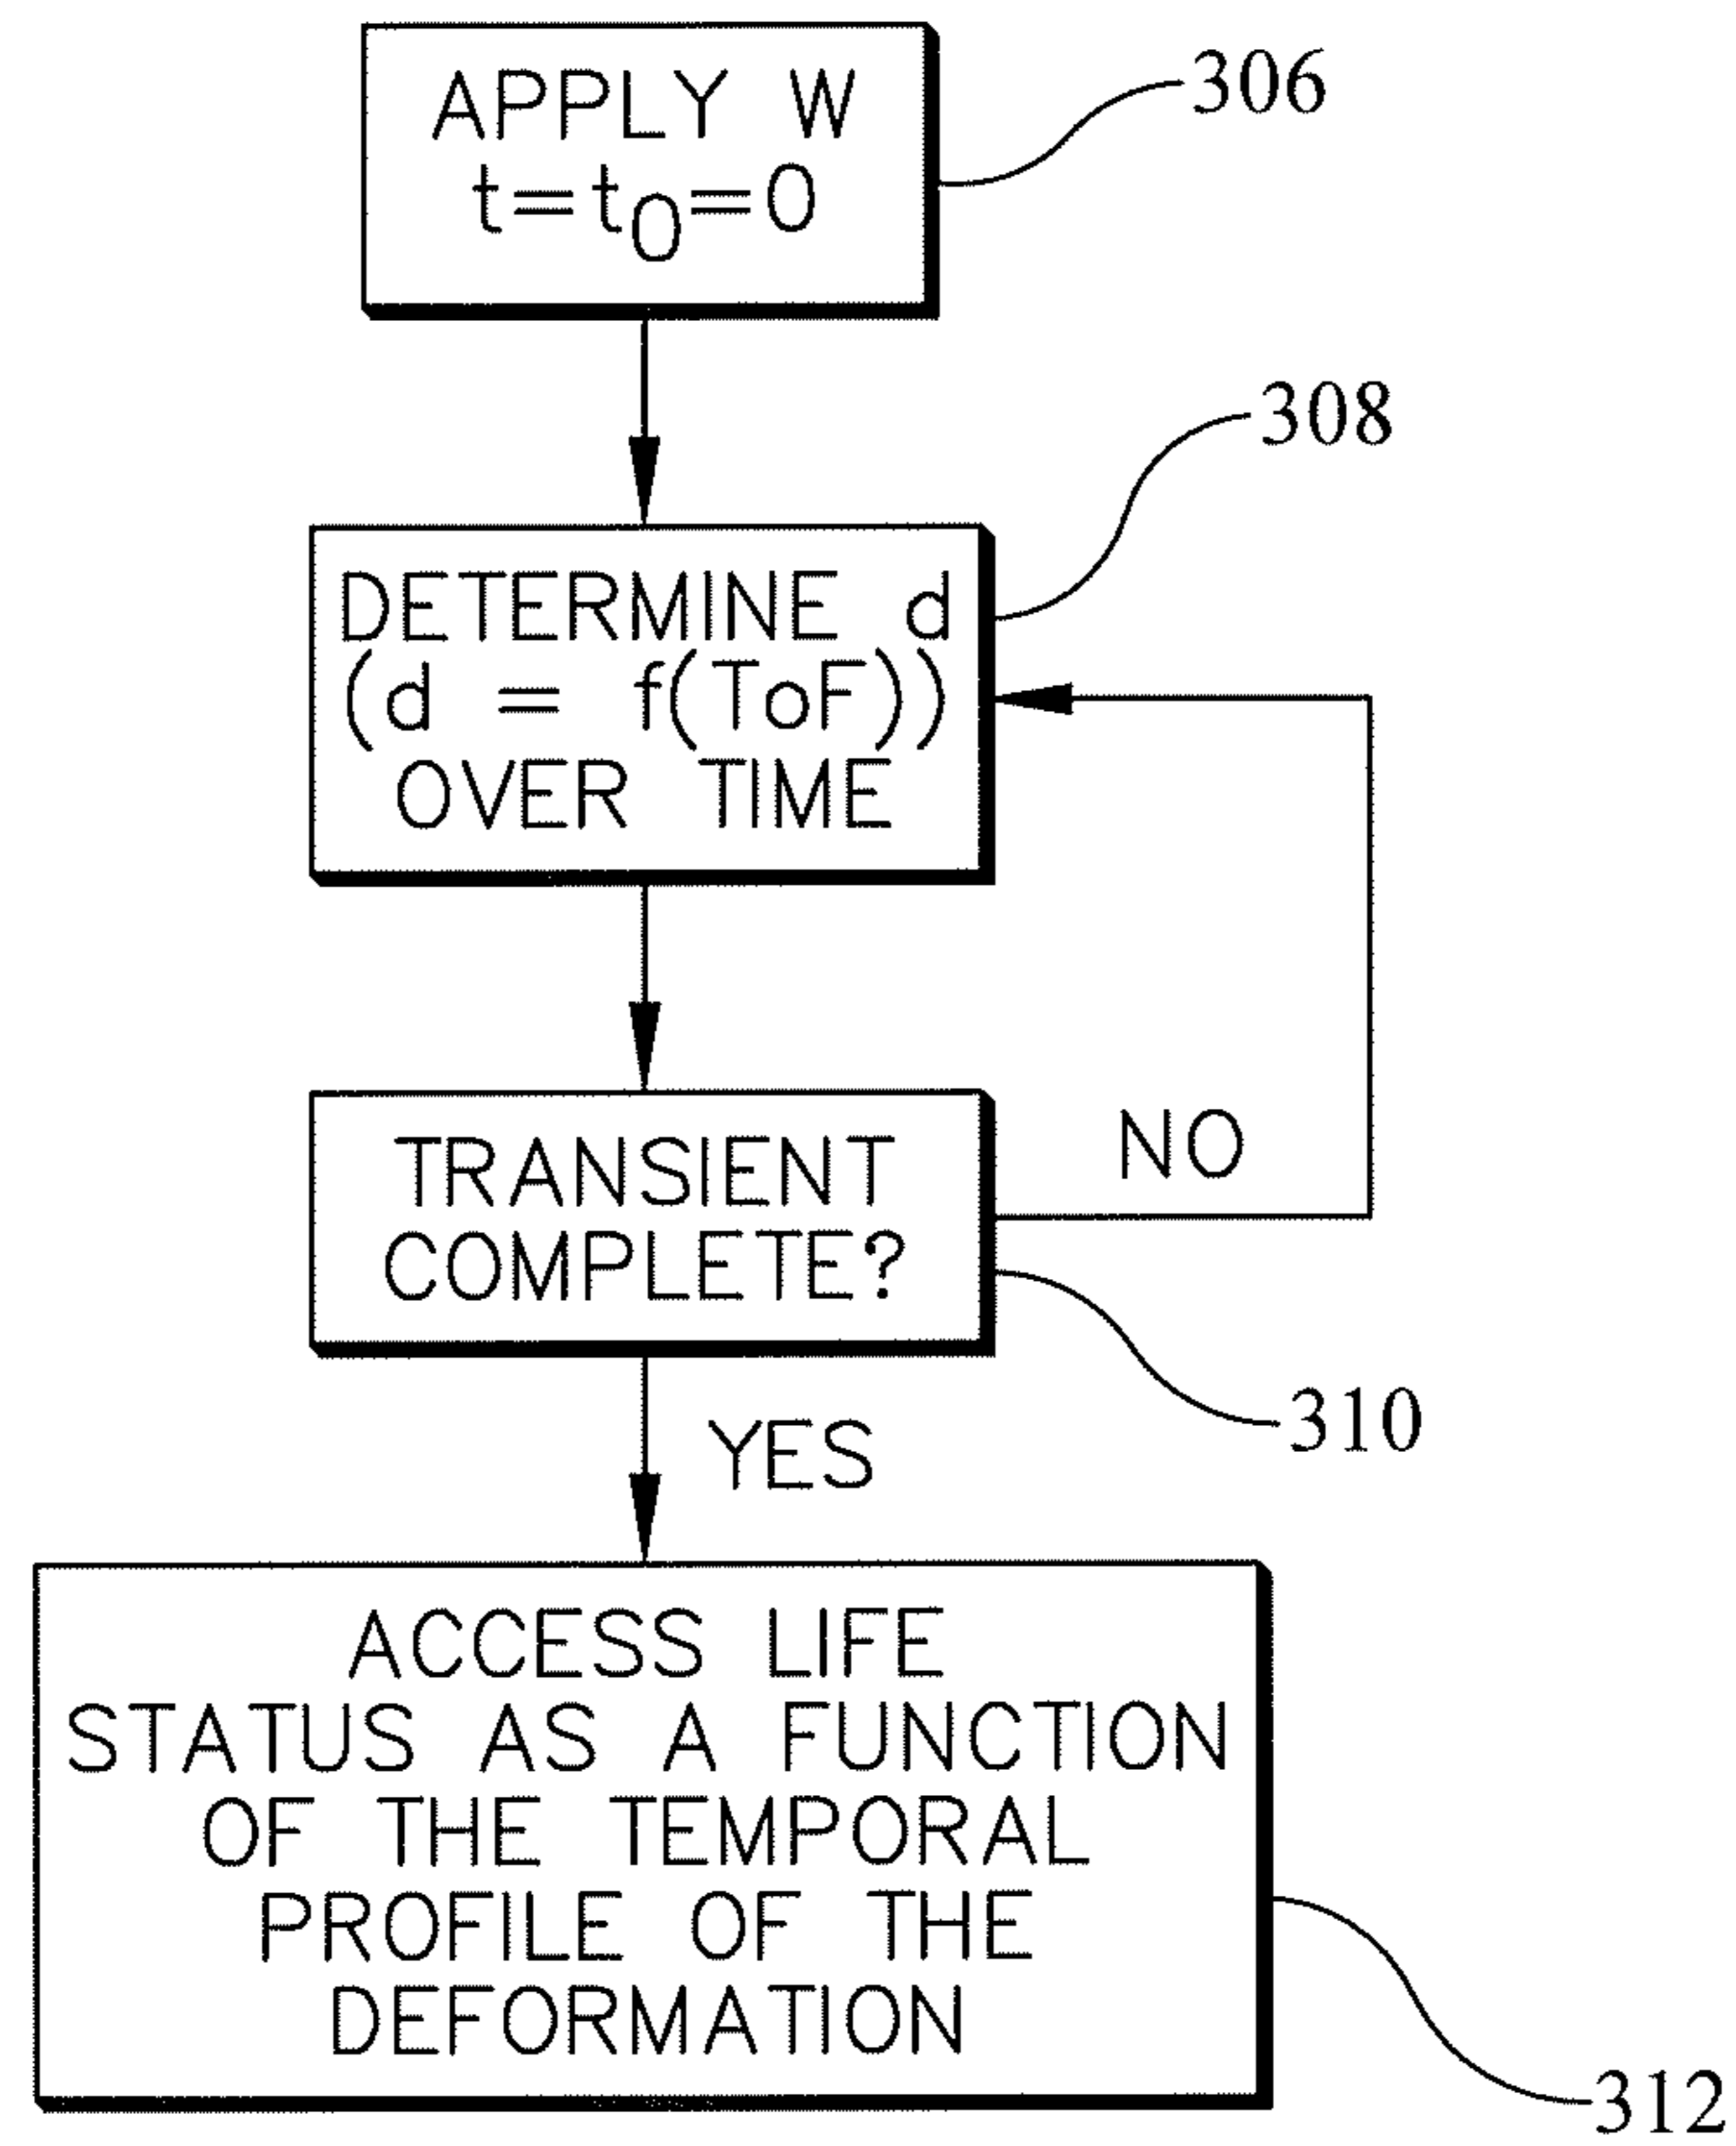 APPLY W
t=t0=0
306
308
DETERMINE d
(d = f(ToF))
OVER TIME
TRANSIENT
COMPLETE?
NO
310
YES
ACCESS LIFE
STATUS AS A FUNCTION
OF THE TEMPORAL
PROFILE OF THE
DEFORMATION
312